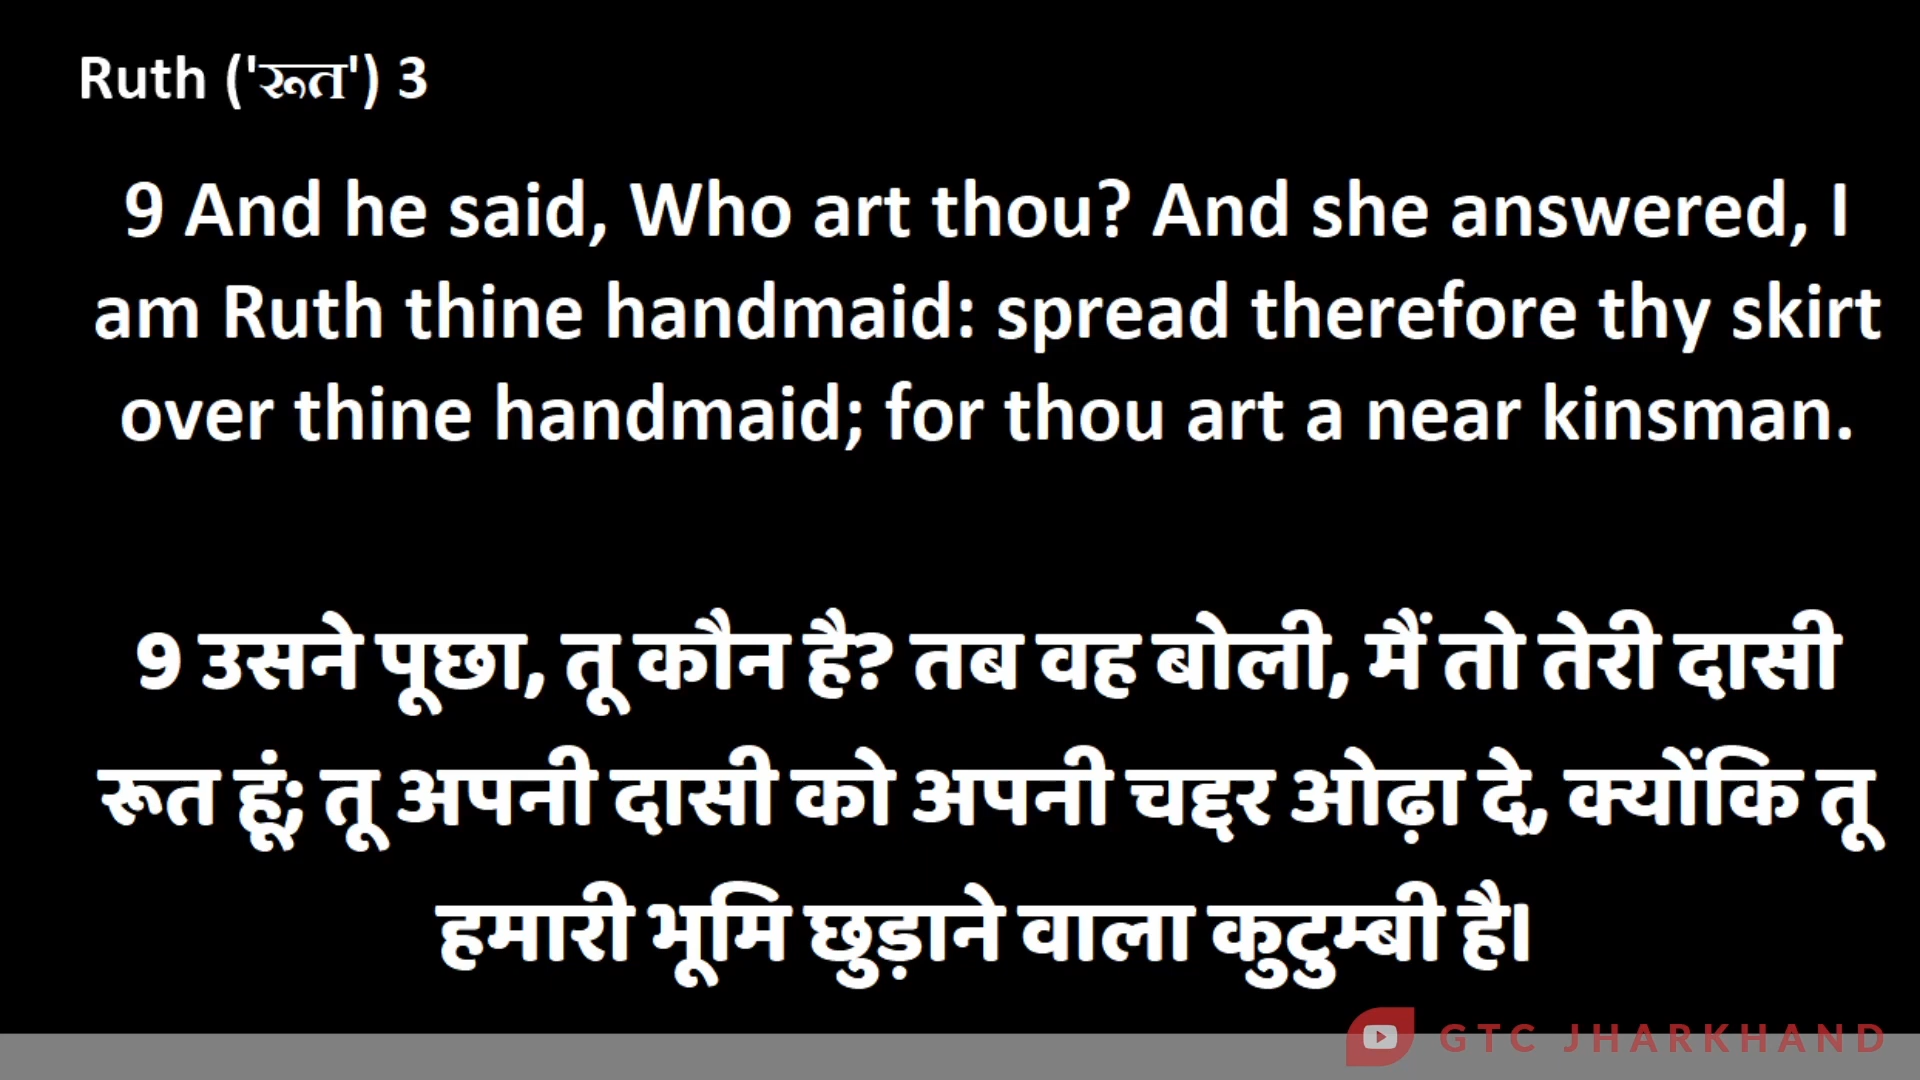 Ruth ('रूत') 3
9 And he said, Who art thou? And she answered, I
am Ruth thine handmaid: spread therefore thy skirt
over thine handmaid; for thou art a near kinsman.
9 उसने पूछा, तू कौन है? तब वह बोली, मैं तो तेरी दासी
रूत हूं; तू अपनी दासी को अपनी चद्दर ओढ़ा दे, क्योंकि तू
हमारी भूमि छुड़ाने वाला कुटुम्बी है।
GTC JHARKHAND